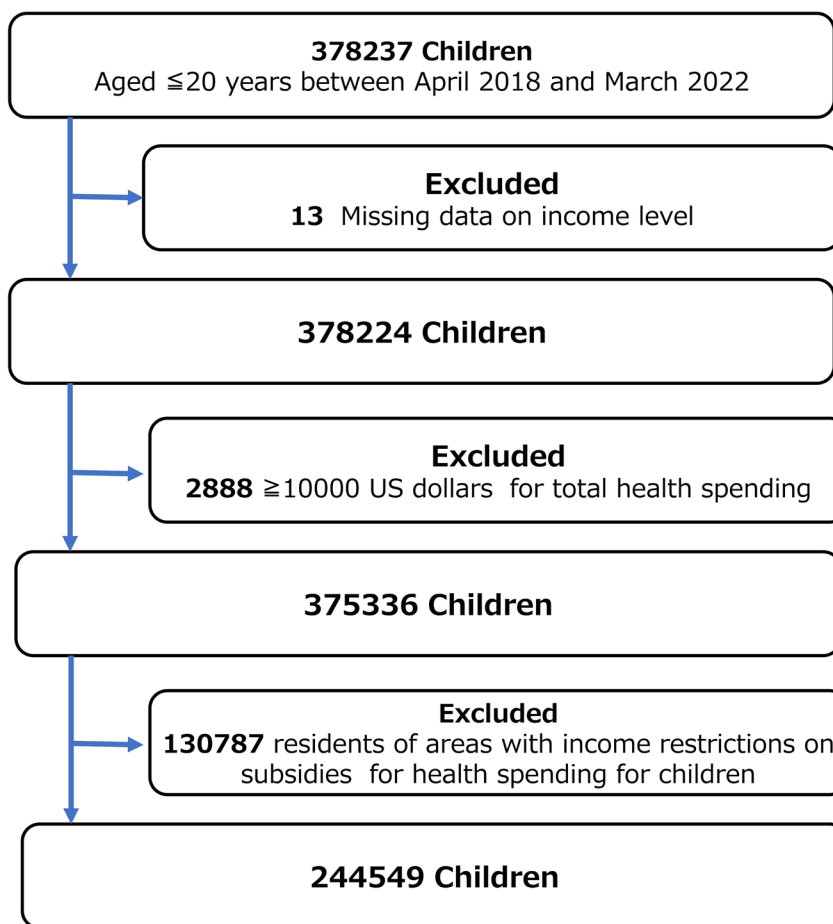 378237 Children
Aged ≦20 years between April 2018 and March 2022
Excluded
13 Missing data on income level
378224 Children
Excluded
2888 ≧10000 US dollars for total health spending
375336 Children
Excluded
130787 residents of areas with income restrictions on
subsidies for health spending for children
244549 Children